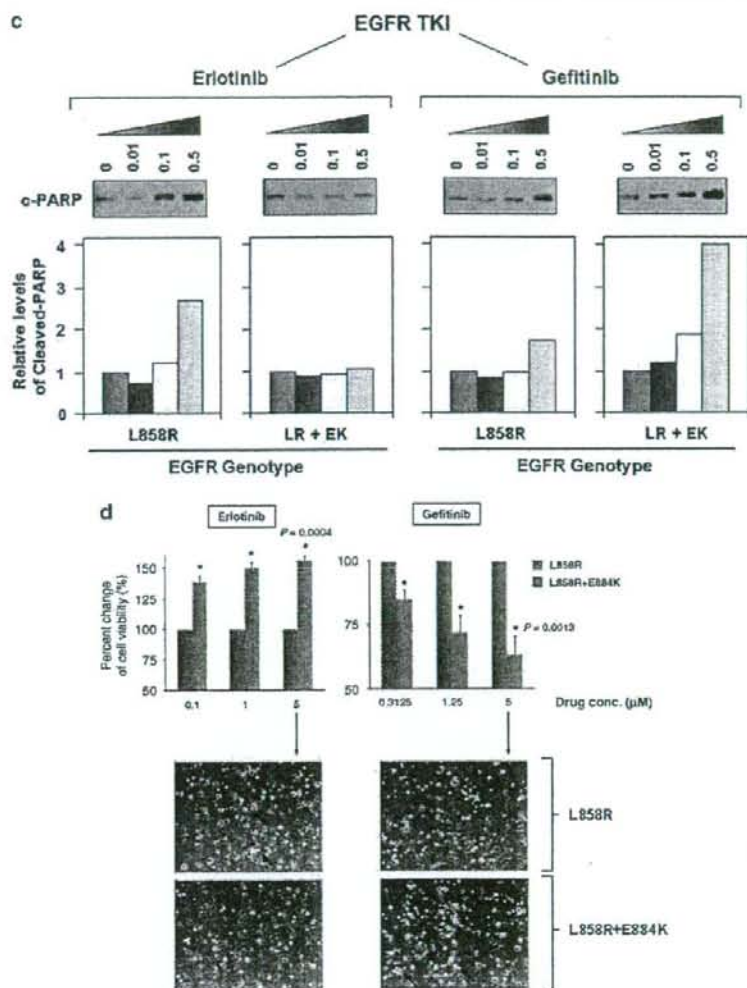 c
EGFR TKI
Erlotinib Gefitinib
0 0.01 0.1 0.5 0 0.01 0.1 0.5 0 0.01 0.1 0.5 0 0.01 0.1 0.5
c-PARP
Relative levels
of Cleaved-PARP
4
3
2
1
0
L858R LR + EK L858R LR + EK
EGFR Genotype EGFR Genotype
d
Erlotinib Gefitinib
P = 0.0004
* * *
Percent change
of cell viability (%)
150
125
100
75
50
0.1 1 5
100
75
50
* * * P = 0.0013
0.3125 1.25 5
L858R
L858R+E884K
Drug conc. (μM)
L858R
L858R+E884K